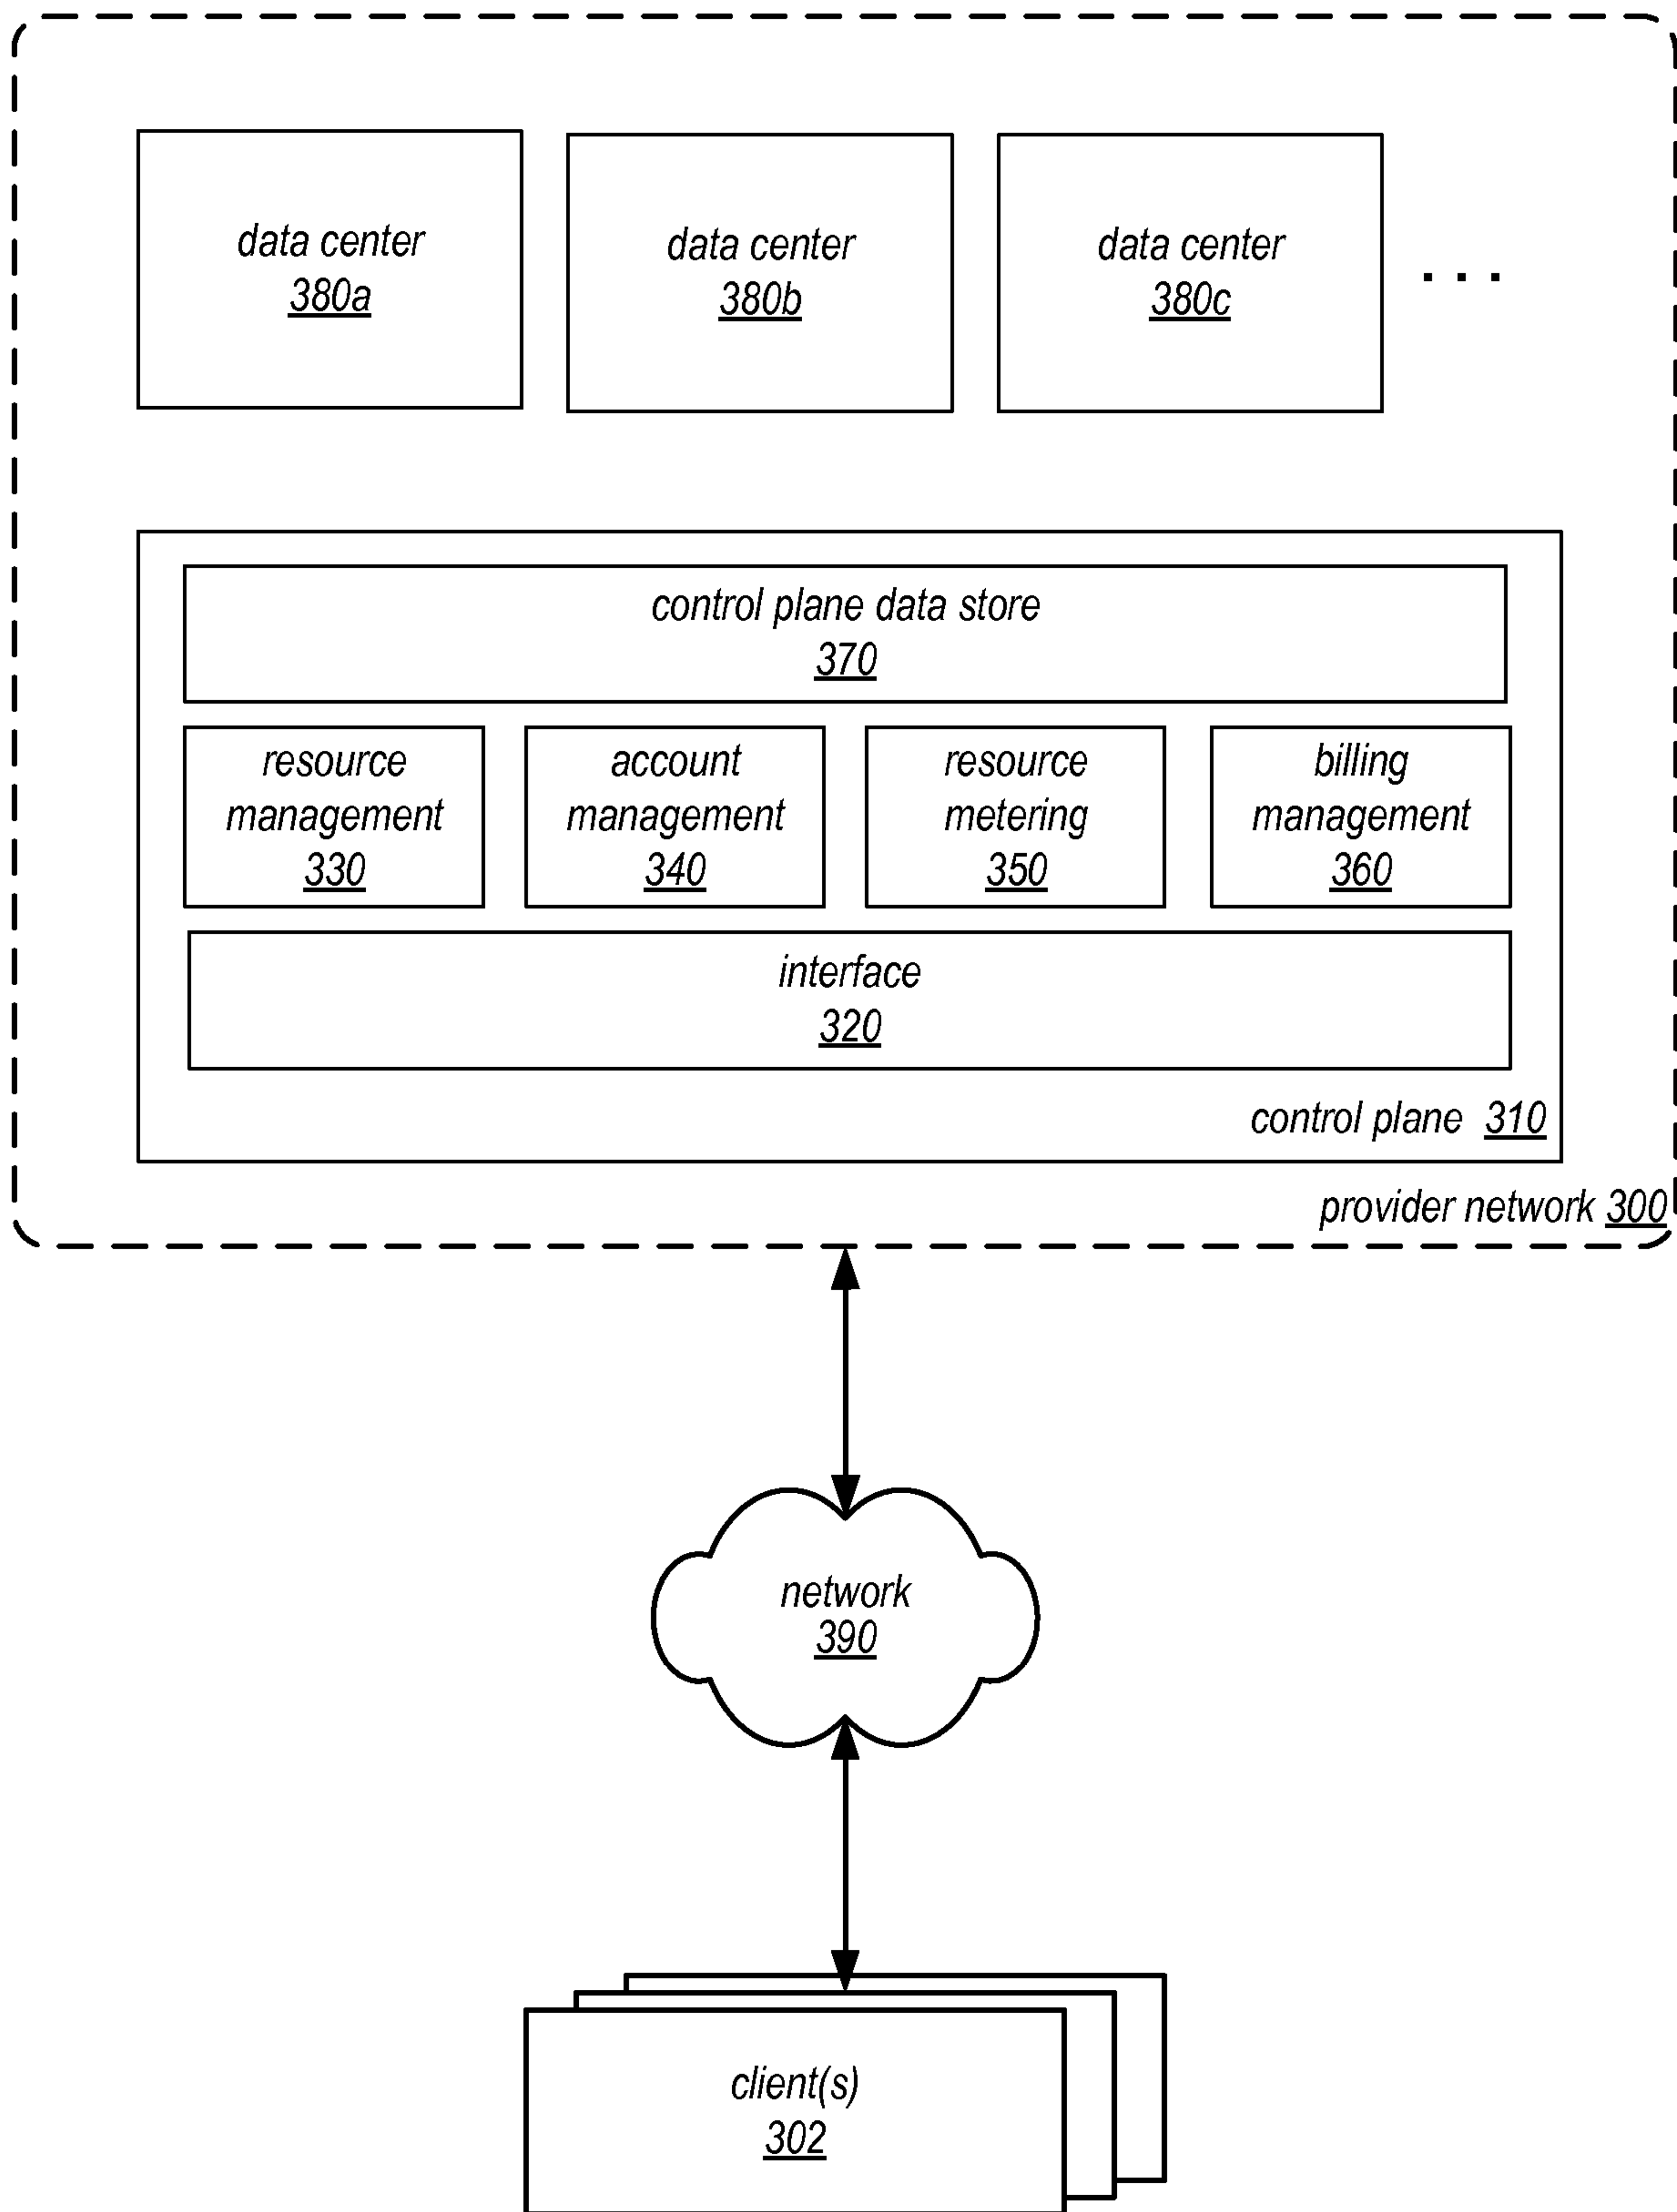 data center
380a
data center
380b
data center
380c
. . .
control plane data store
370
resource
management
330
account
management
340
resource
metering
350
billing
management
360
interface
320
control plane 310
provider network 300
network
390
client(s)
302